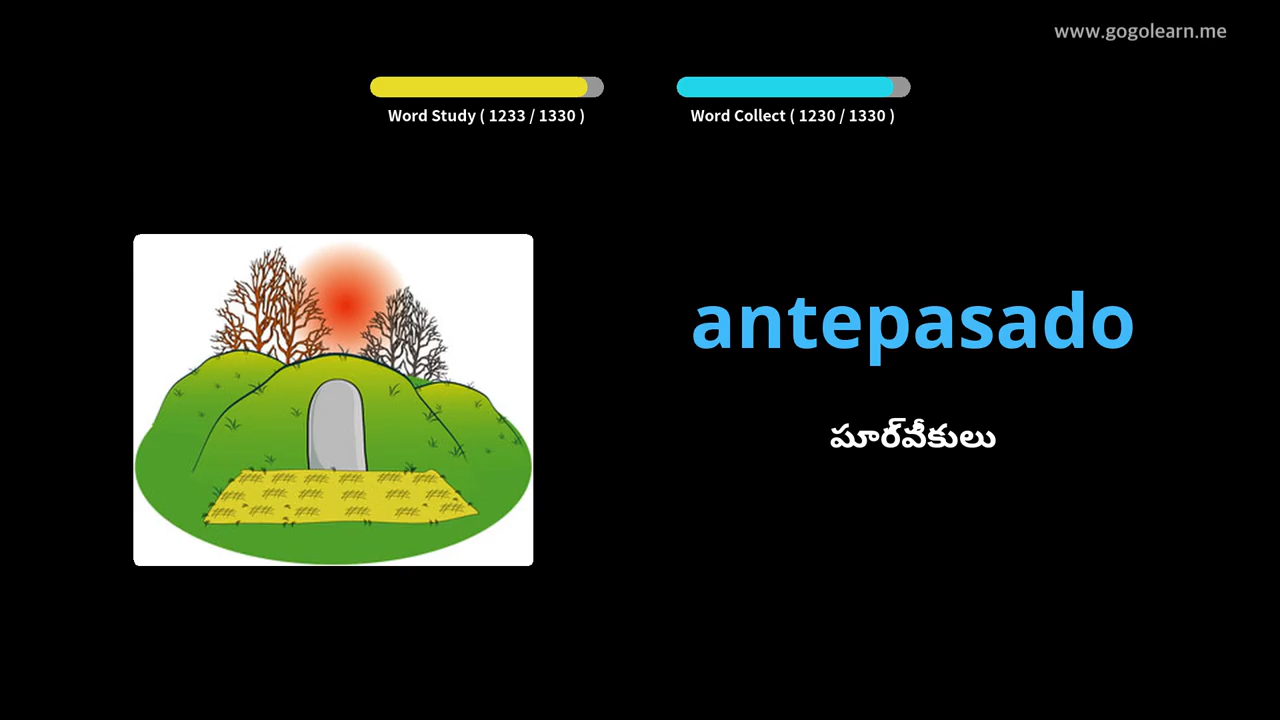 www.gogolearn.me
Word Study ( 1233 / 1330 )
Word Collect ( 1230 / 1330 )
antepasado
పూర్వీకులు